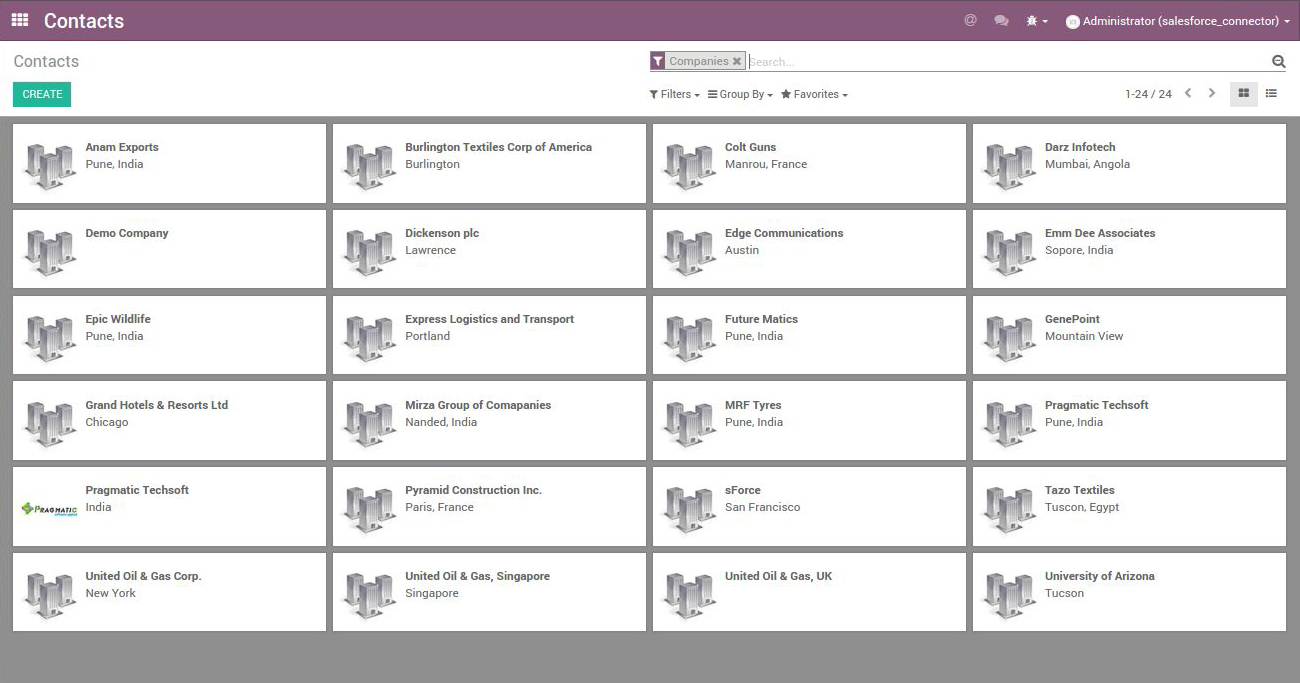 Contacts
@
Administrator (salesforce_connector)
Contacts
Companies
Search...
CREATE
Filters
Group By
Favorites
1-24 / 24
Anam Exports
Pune, India
Burlington Textiles Corp of America
Burlington
Colt Guns
Manrou, France
Darz Infotech
Mumbai, Angola
Demo Company
Dickenson plc
Lawrence
Edge Communications
Austin
Emm Dee Associates
Sopore, India
Epic Wildlife
Pune, India
Express Logistics and Transport
Portland
Future Matics
Pune, India
GenePoint
Mountain View
Grand Hotels & Resorts Ltd
Chicago
Mirza Group of Comapanies
Nanded, India
MRF Tyres
Pune, India
Pragmatic Techsoft
Pune, India
Pragmatic Techsoft
India
PRAGMATIC
Pyramid Construction Inc.
Paris, France
sForce
San Francisco
Tazo Textiles
Tuscon, Egypt
United Oil & Gas Corp.
New York
United Oil & Gas, Singapore
Singapore
United Oil & Gas, UK
University of Arizona
Tucson